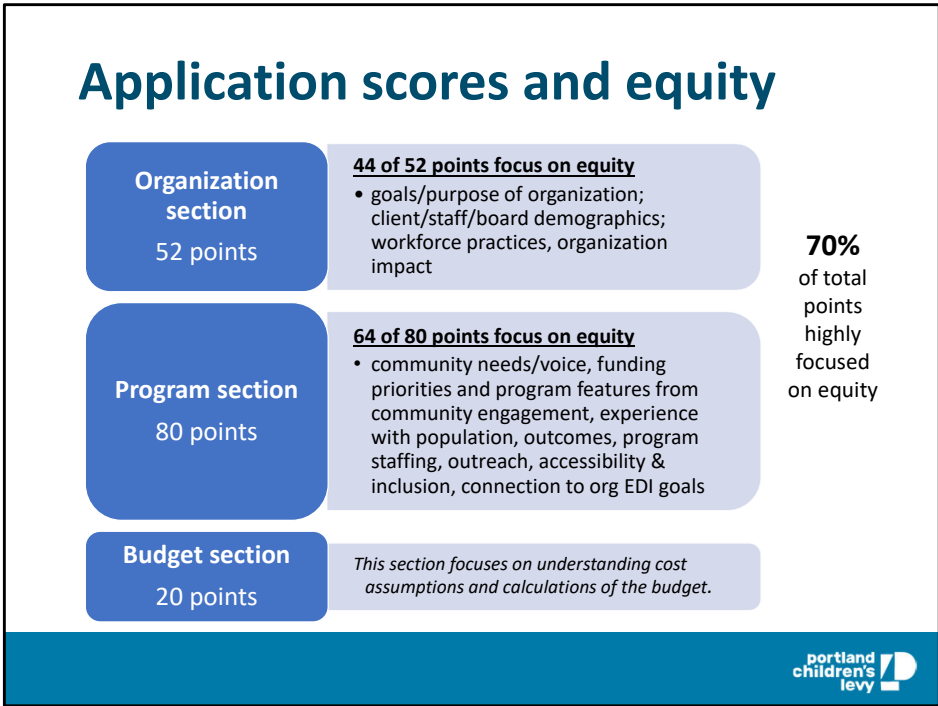 Application scores and equity
Organization
section
52 points
44 of 52 points focus on equity
• goals/purpose of organization;
client/staff/board demographics;
workforce practices, organization
impact
Program section
80 points
64 of 80 points focus on equity
• community needs/voice, funding
priorities and program features from
community engagement, experience
with population, outcomes, program
staffing, outreach, accessibility &
inclusion, connection to org EDI goals
Budget section
20 points
This section focuses on understanding cost
assumptions and calculations of the budget.
70%
of total
points
highly
focused
on equity
portland
children's
levy